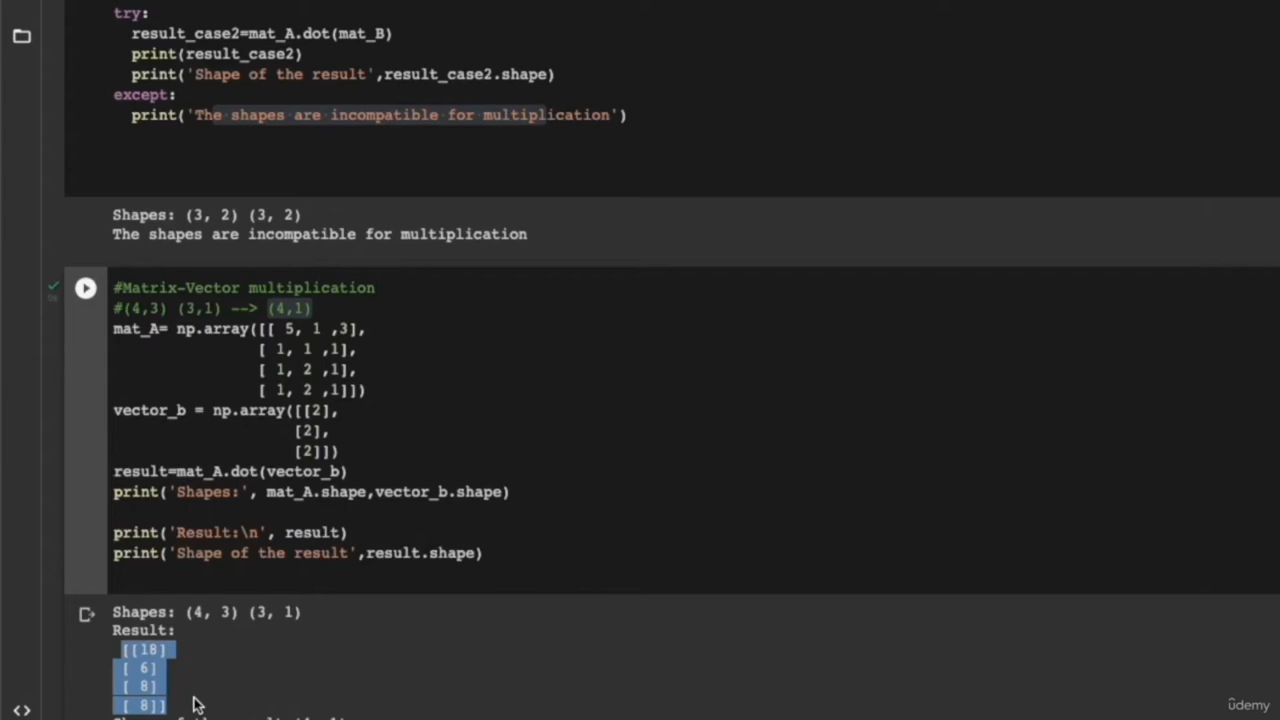 try:
result_case2=mat_A.dot(mat_B)
print(result_case2)
print('Shape of the result',result_case2.shape)
except:
print('The shapes are incompatible for multiplication')
Shapes: (3, 2) (3, 2)
The shapes are incompatible for multiplication
#Matrix-Vector multiplication
#(4,3) (3,1) --> (4,1)
mat_A= np.array([[ 5, 1 ,3],
[ 1, 1 ,1],
[ 1, 2 ,1],
[ 1, 2 ,1]])
vector_b = np.array([[2],
[2],
[2]])
result=mat_A.dot(vector_b)
print('Shapes:', mat_A.shape,vector_b.shape)
print('Result:\n', result)
print('Shape of the result',result.shape)
Shapes: (4, 3) (3, 1)
Result:
[[18]
[ 6]
[ 8]
[ 8]]
ûdemy